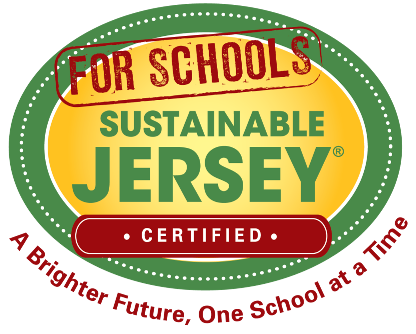 FOR SCHOOLS
SUSTAINABLE
JERSEY®
• CERTIFIED •
A Brighter Future, One School at a Time